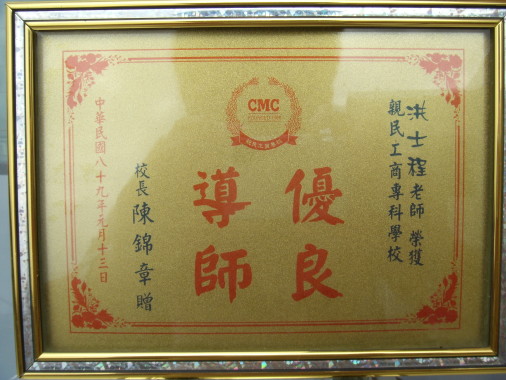 CMC
洪士程老師 榮獲
親民工商專科學校
優良
導師
校長 陳錦章 贈
中華民國八十九年元月十三日